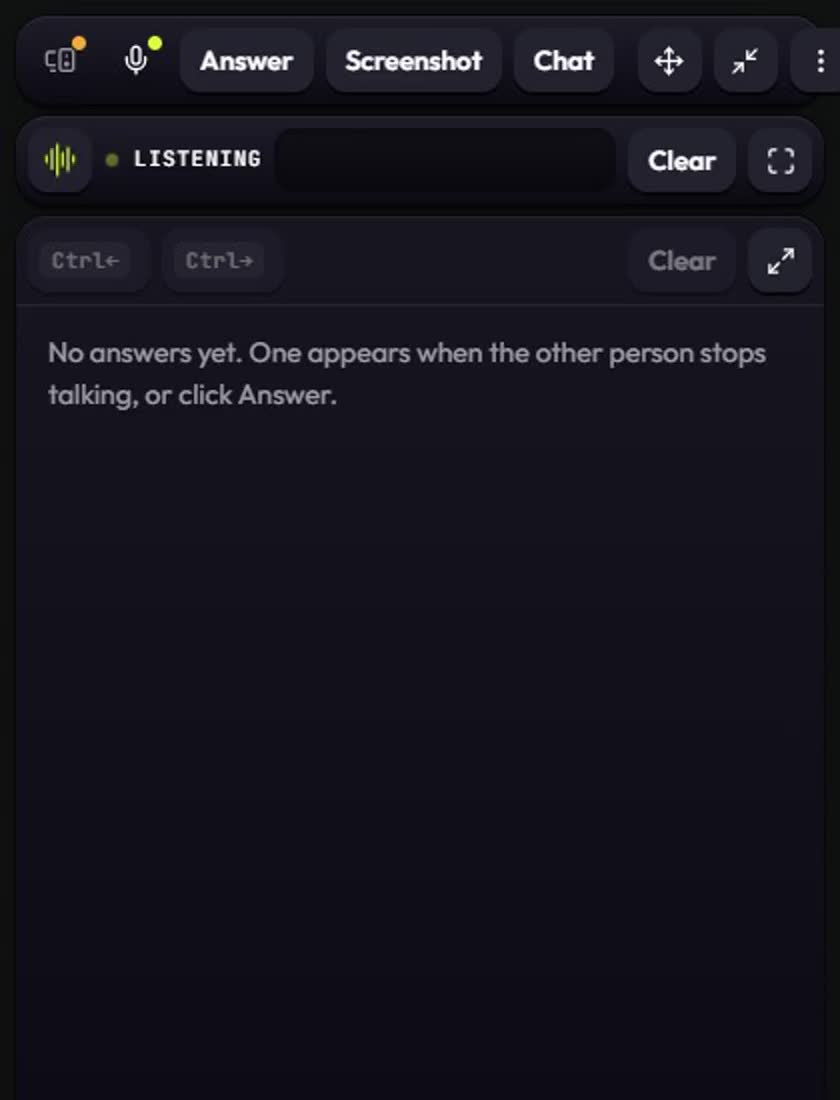 Answer Screenshot Chat
LISTENING Clear
Ctrl← Ctrl→ Clear
No answers yet. One appears when the other person stops
talking, or click Answer.